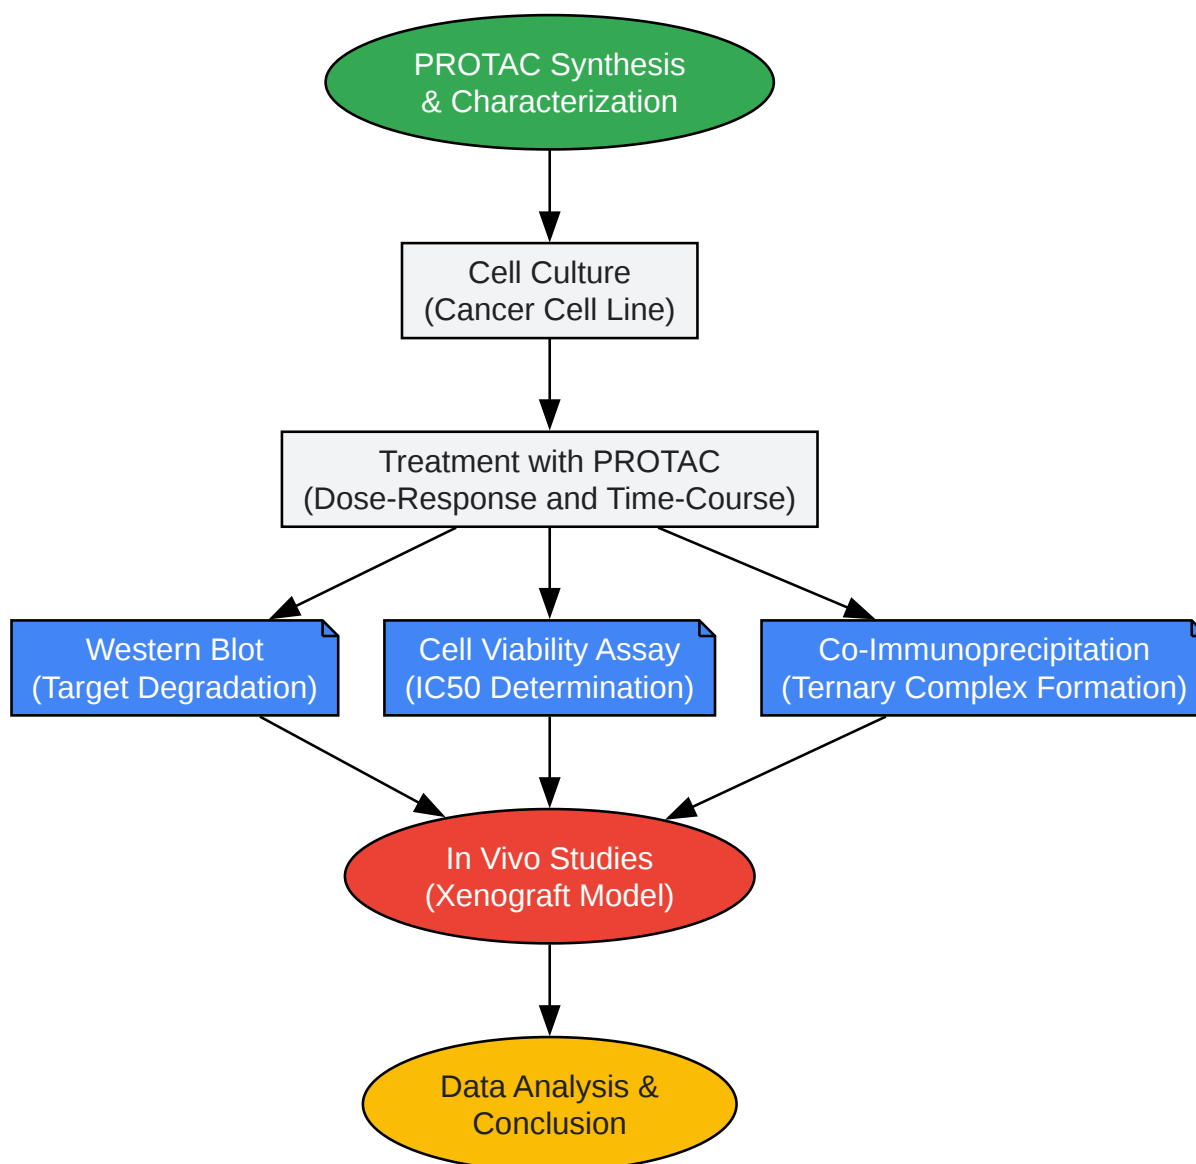 PROTAC Synthesis
& Characterization
Cell Culture
(Cancer Cell Line)
Treatment with PROTAC
(Dose-Response and Time-Course)
Western Blot
(Target Degradation)
Cell Viability Assay
(IC50 Determination)
Co-Immunoprecipitation
(Ternary Complex Formation)
In Vivo Studies
(Xenograft Model)
Data Analysis &
Conclusion